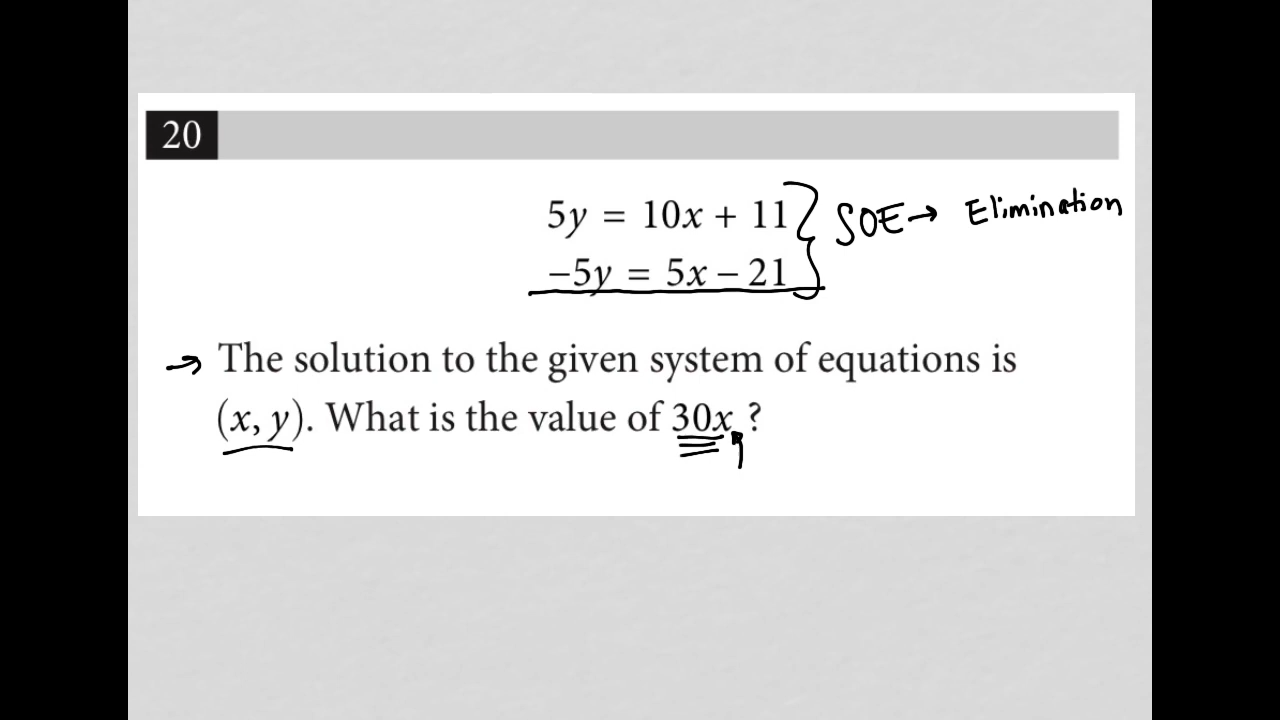 20
5y = 10x + 11
SOE → Elimination
−5y = 5x − 21
→ The solution to the given system of equations is
(x, y). What is the value of 30x ?